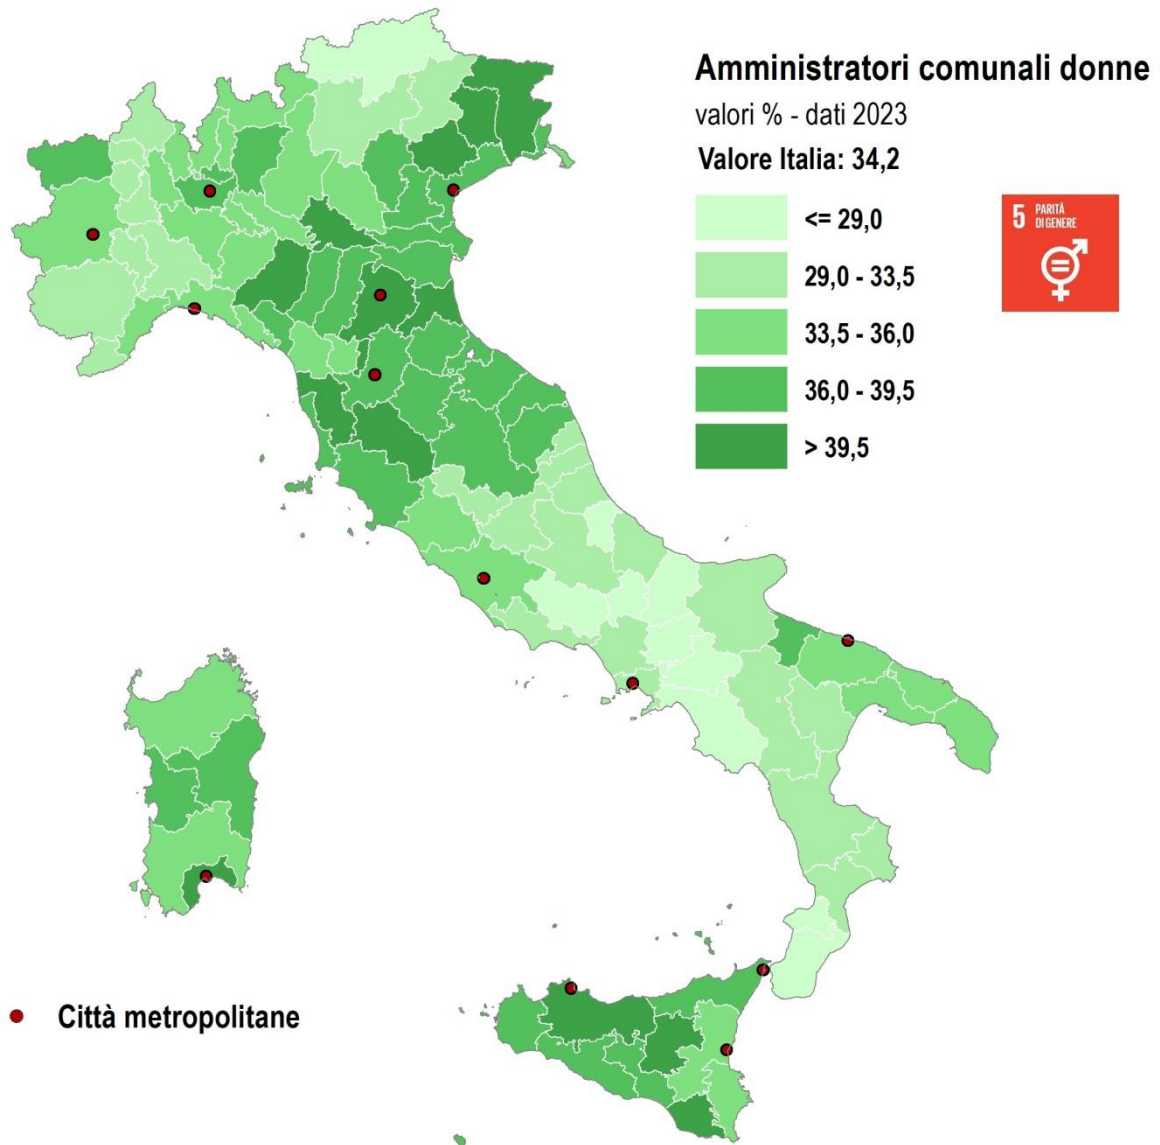 Amministratori comunali donne
valori % - dati 2023
Valore Italia: 34,2
<= 29,0
29,0 - 33,5
33,5 - 36,0
36,0 - 39,5
> 39,5
5 PARITÀ
DI GENERE
Città metropolitane